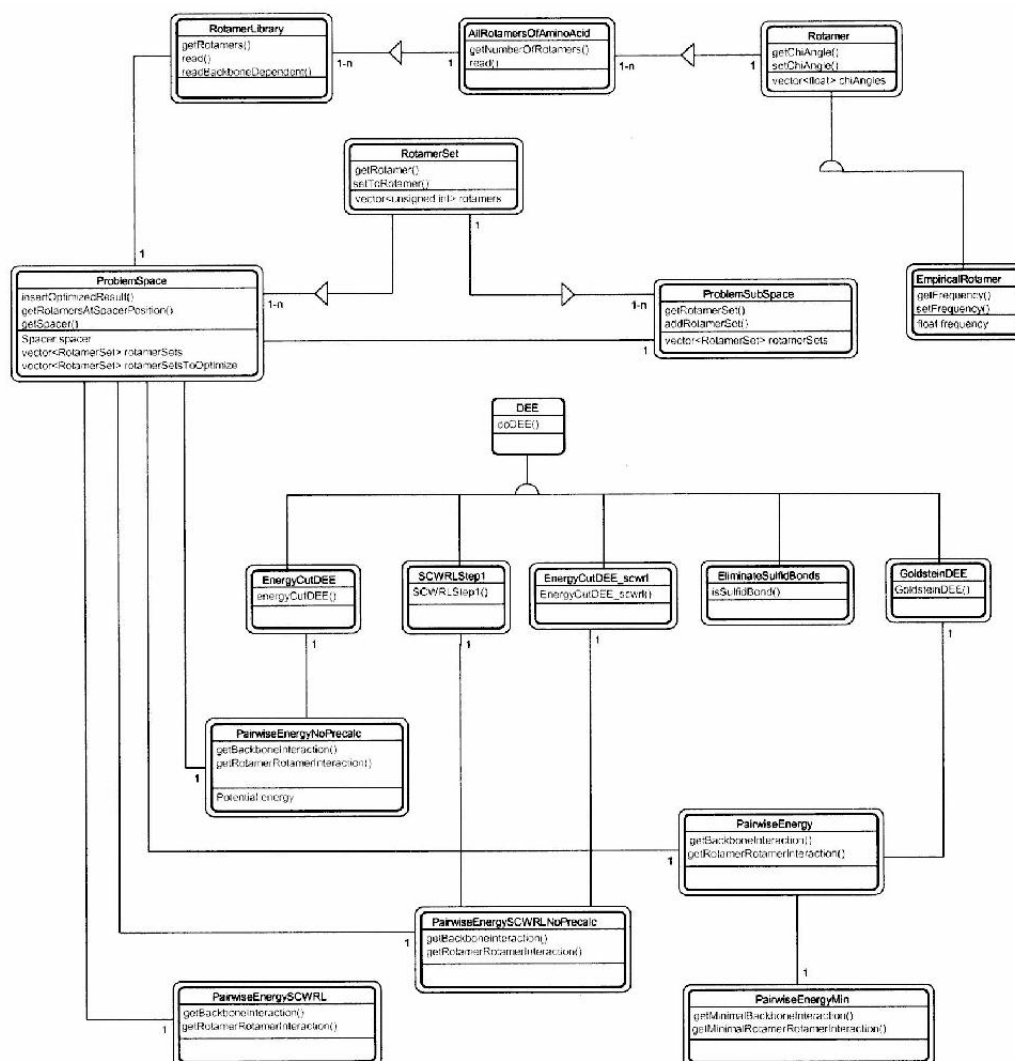 RotamerLibrary
getRotamers()
read()
readBackboneDependent()
1-n
1
AllRotamersOfAminoAcid
getNumberOfRotamers()
read()
1-n
1
Rotamer
getChiAngle()
setChiAngle()
vector<float> chiAngles
RotamerSet
getRotamer()
setToRotamer()
vector<unsigned int> rotamers
1
1
ProblemSpace
insertOptimizedResult()
getRotamersAtSpacerPosition()
getSpacer()
Spacer spacer
vector<RotamerSet> rotamerSets
vector<RotamerSet> rotamerSetsToOptimize
1-n
1-n
1
ProblemSubSpace
getRotamerSet()
addRotamerSet()
vector<RotamerSet> rotamerSets
EmpiricalRotamer
getFrequency()
setFrequency()
float frequency
DEE
doDEE()
EnergyCutDEE
energyCutDEE()
1
SCWRLStep1
SCWRLStep1()
1
EnergyCutDEE_scwrl
EnergyCutDEE_scwrl()
1
EliminateSulfidBonds
isSulfidBond()
GoldsteinDEE
GoldsteinDEE()
1
PairwiseEnergyNoPrecalc
getBackboneInteraction()
getRotamerRotamerInteraction()
Potential energy
1
PairwiseEnergy
getBackboneInteraction()
getRotamerRotamerInteraction()
1
PairwiseEnergySCWRLNoPrecalc
getBackboneInteraction()
getRotamerRotamerInteraction()
1
1
PairwiseEnergySCWRL
getBackboneInteraction()
getRotamerRotamerInteraction()
1
PairwiseEnergyMin
getMinimalBackboneInteraction()
getMinimalRotamerRotamerInteraction()